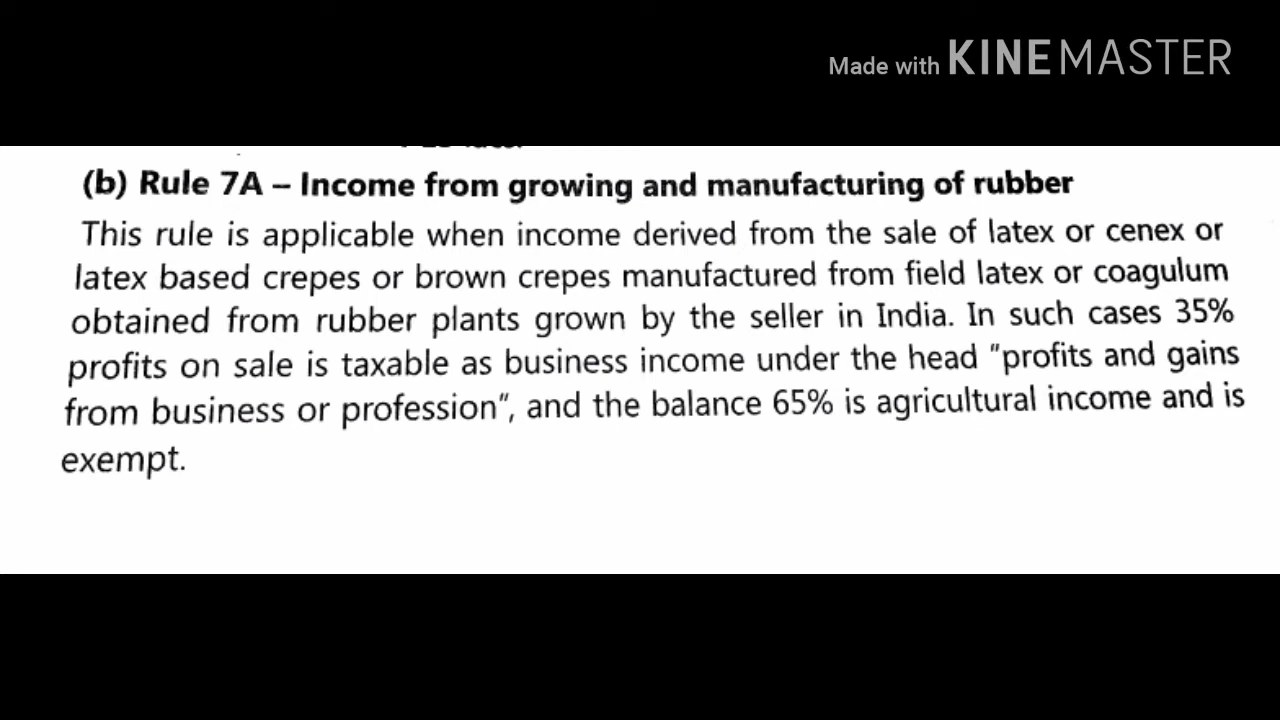 Made with KINEMASTER
(b) Rule 7A – Income from growing and manufacturing of rubber
This rule is applicable when income derived from the sale of latex or cenex or
latex based crepes or brown crepes manufactured from field latex or coagulum
obtained from rubber plants grown by the seller in India. In such cases 35%
profits on sale is taxable as business income under the head "profits and gains
from business or profession", and the balance 65% is agricultural income and is
exempt.